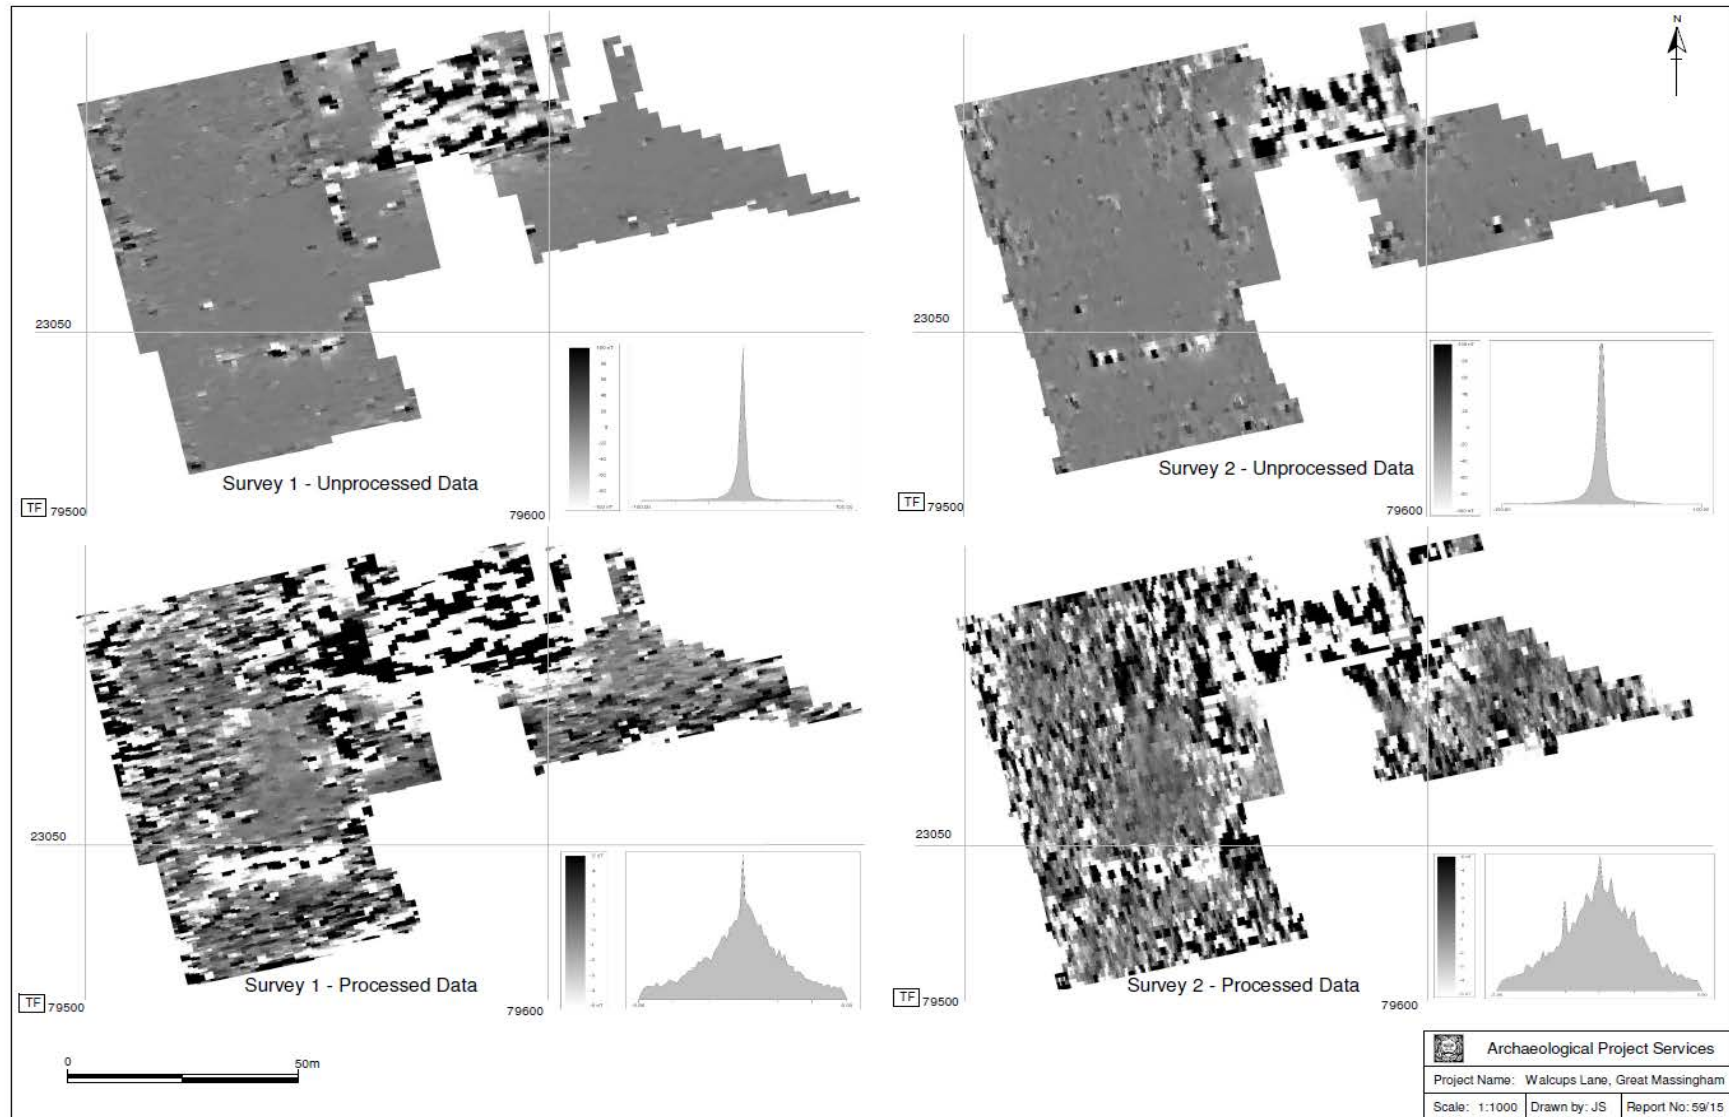 N
23050
23050
Survey 1 - Unprocessed Data
Survey 2 - Unprocessed Data
TF 79500
79600
TF 79500
79600
23050
23050
Survey 1 - Processed Data
Survey 2 - Processed Data
TF 79500
79600
TF 79500
79600
0
50m
Archaeological Project Services
Project Name: Walcups Lane, Great Massingham
Scale: 1:1000 Drawn by: JS Report No: 59/15